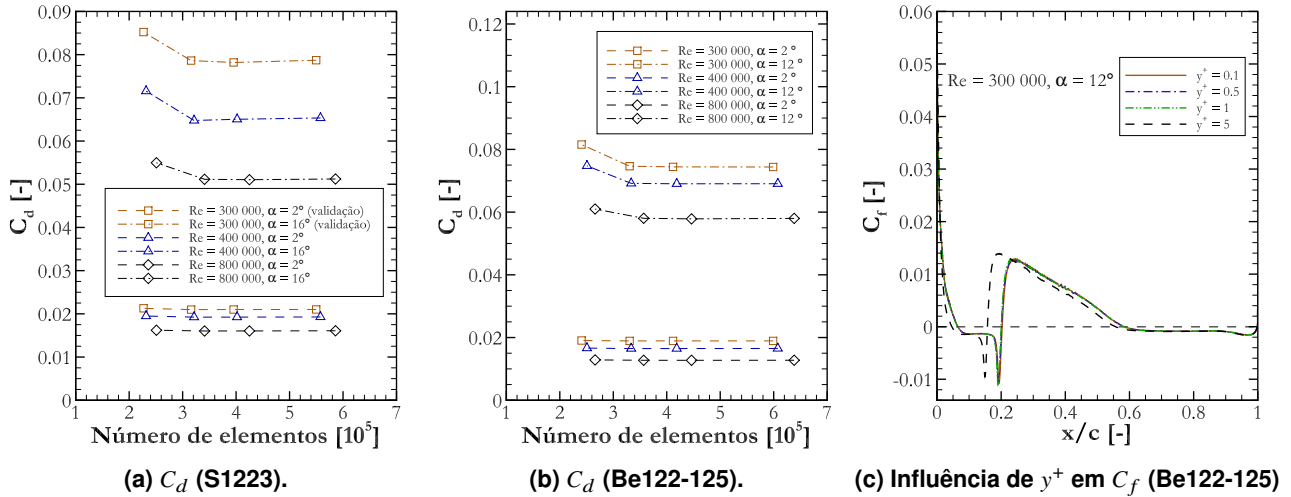 0.09
0.08
0.07
0.06
0.05
0.04
0.03
0.02
0.01
0
C_d [-]
Re = 300 000, α = 2° (validação)
Re = 300 000, α = 16° (validação)
Re = 400 000, α = 2°
Re = 400 000, α = 16°
Re = 800 000, α = 2°
Re = 800 000, α = 16°
1 2 3 4 5 6 7
Número de elementos [10⁵]
(a) C_d (S1223).
0.12
0.1
0.08
0.06
0.04
0.02
0
C_d [-]
Re = 300 000, α = 2°
Re = 300 000, α = 12°
Re = 400 000, α = 2°
Re = 400 000, α = 12°
Re = 800 000, α = 2°
Re = 800 000, α = 12°
1 2 3 4 5 6 7
Número de elementos [10⁵]
(b) C_d (Be122-125).
0.06
0.05
0.04
0.03
0.02
0.01
0
-0.01
C_f [-]
Re = 300 000, α = 12°
y⁺ = 0.1
y⁺ = 0.5
y⁺ = 1
y⁺ = 5
0 0.2 0.4 0.6 0.8 1
x/c [-]
(c) Influência de y⁺ em C_f (Be122-125)